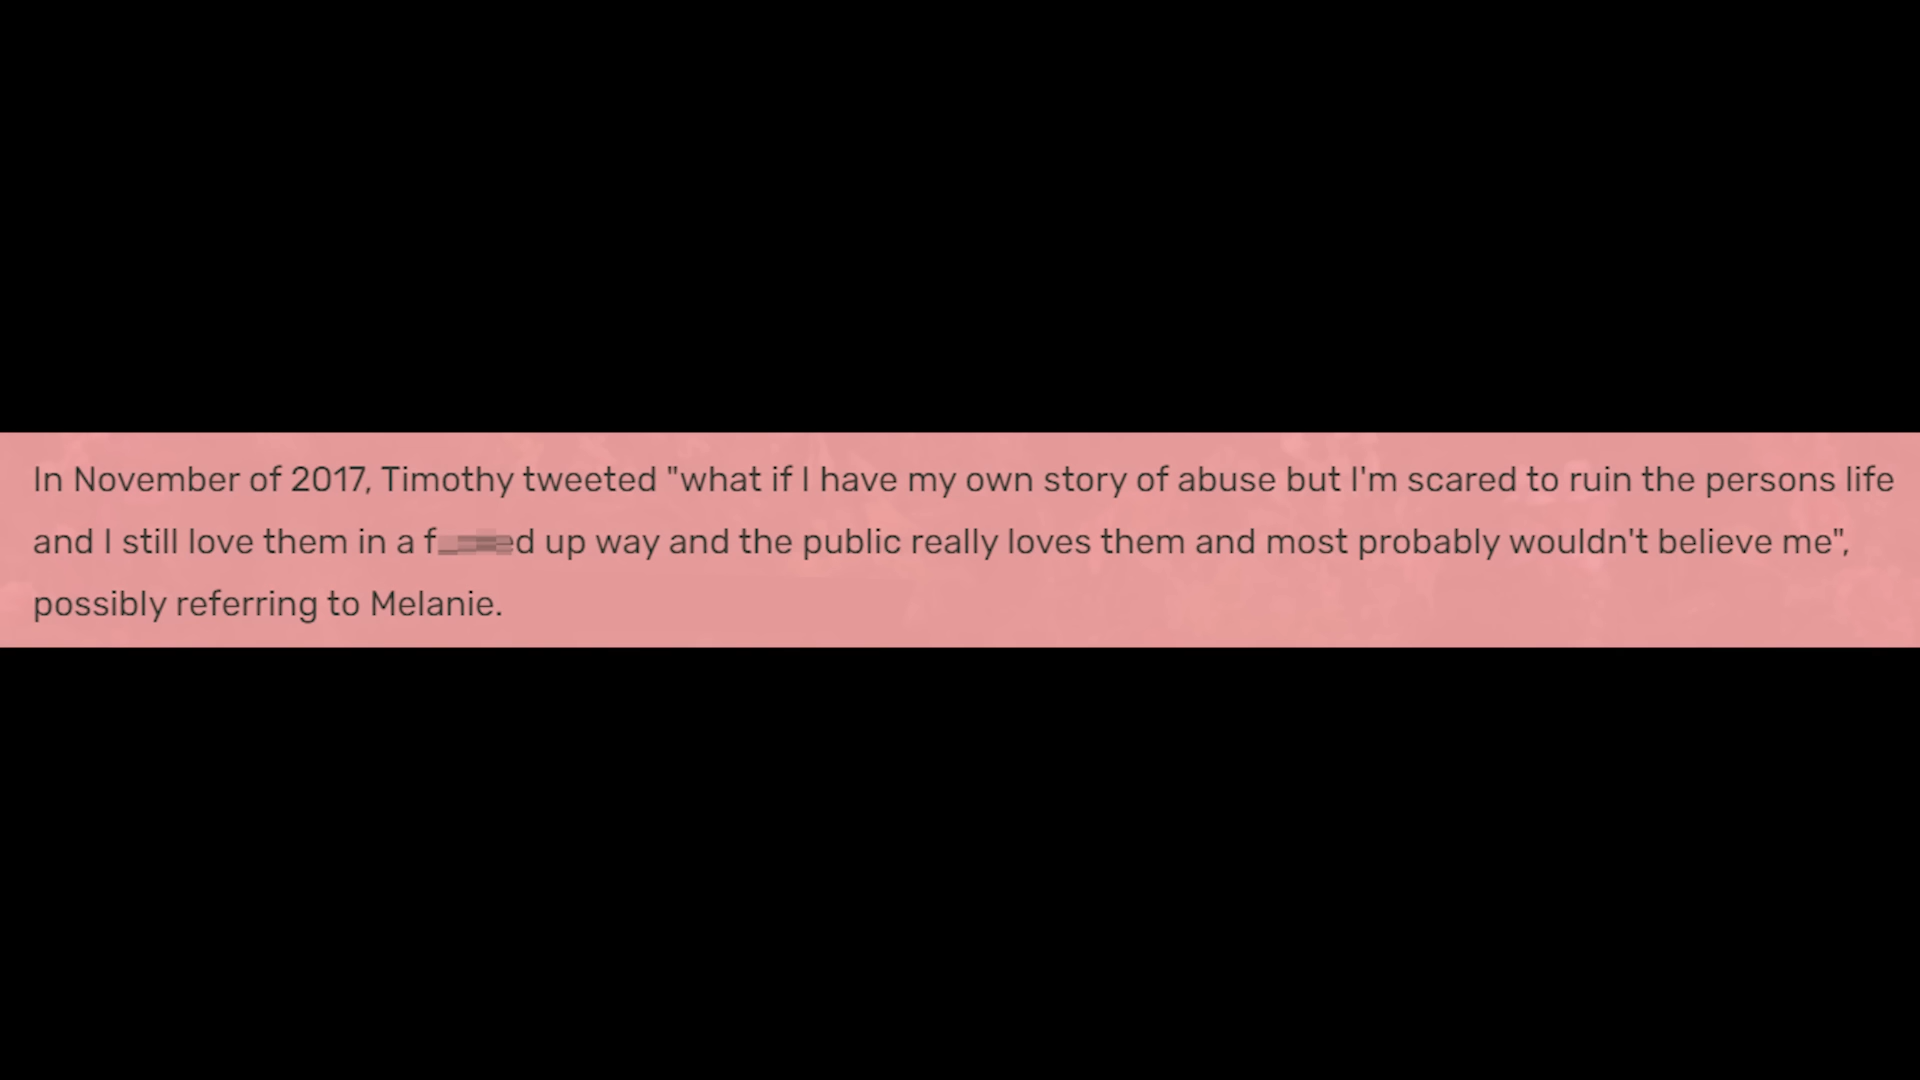 In November of 2017, Timothy tweeted "what if I have my own story of abuse but I'm scared to ruin the persons life
and I still love them in a f d up way and the public really loves them and most probably wouldn't believe me",
possibly referring to Melanie.